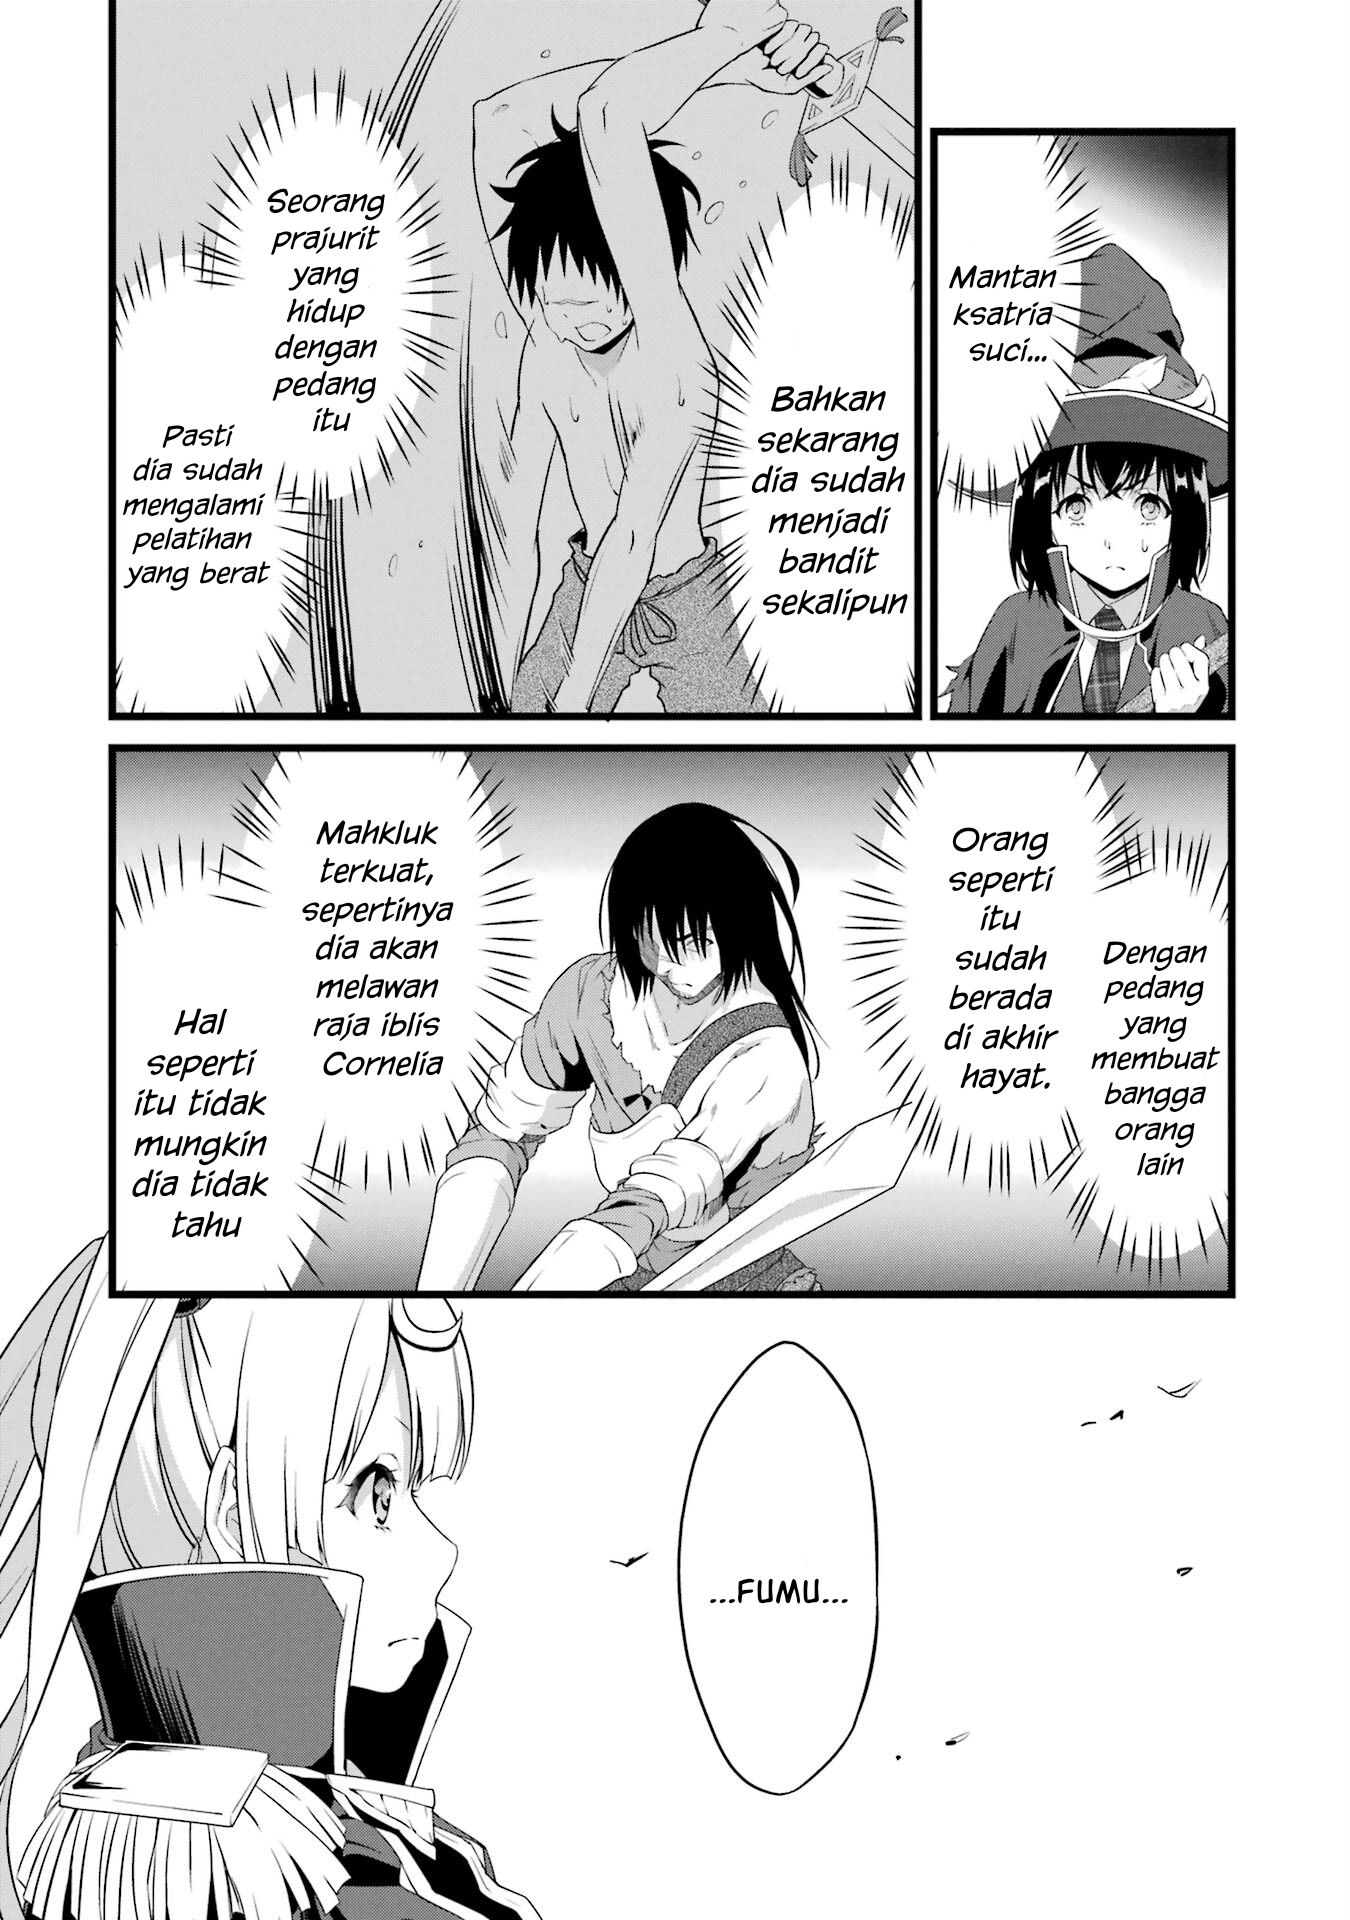 Mantan
ksatria
suci...
Bahkan
sekarang
dia sudah
menjadi
bandit
sekalipun
Seorang
prajurit
yang
hidup
dengan
pedang
itu
Pasti
dia sudah
mengalami
pelatihan
yang berat
Dengan
pedang
yang
membuat
bangga
orang
lain
Orang
seperti
itu
sudah
berada
di akhir
hayat.
Mahkluk
terkuat,
sepertinya
dia akan
melawan
raja iblis
Cornelia
Hal
seperti
itu tidak
mungkin
dia tidak
tahu
...FUMU...